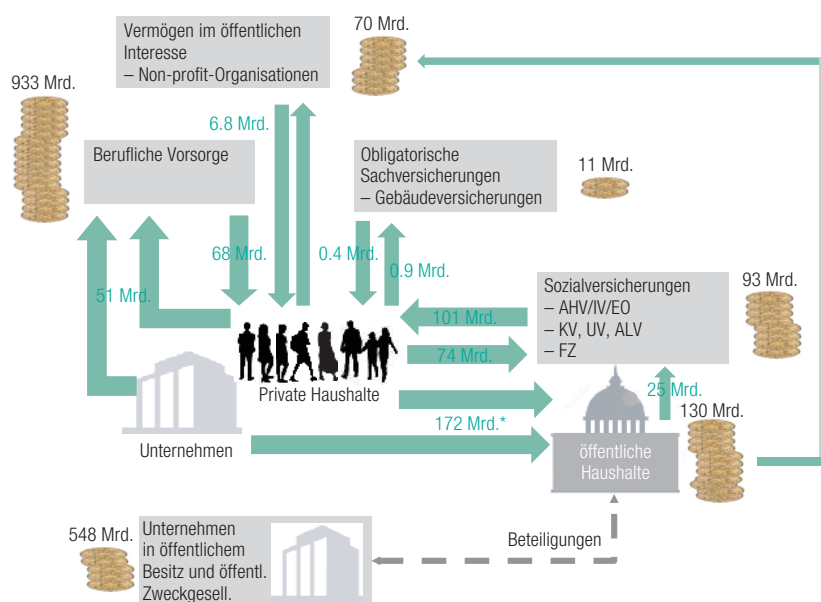 Vermögen im öffentlichen
Interesse
– Non-profit-Organisationen
70 Mrd.
933 Mrd.
6.8 Mrd.
Berufliche Vorsorge
Obligatorische
Sachversicherungen
– Gebäudeversicherungen
11 Mrd.
68 Mrd.
0.4 Mrd.
0.9 Mrd.
51 Mrd.
Sozialversicherungen
– AHV/IV/EO
– KV, UV, ALV
– FZ
93 Mrd.
101 Mrd.
74 Mrd.
Private Haushalte
25 Mrd.
130 Mrd.
172 Mrd.*
Unternehmen
öffentliche
Haushalte
548 Mrd.
Unternehmen
in öffentlichem
Besitz und öffentl.
Zweckgesell.
Beteiligungen